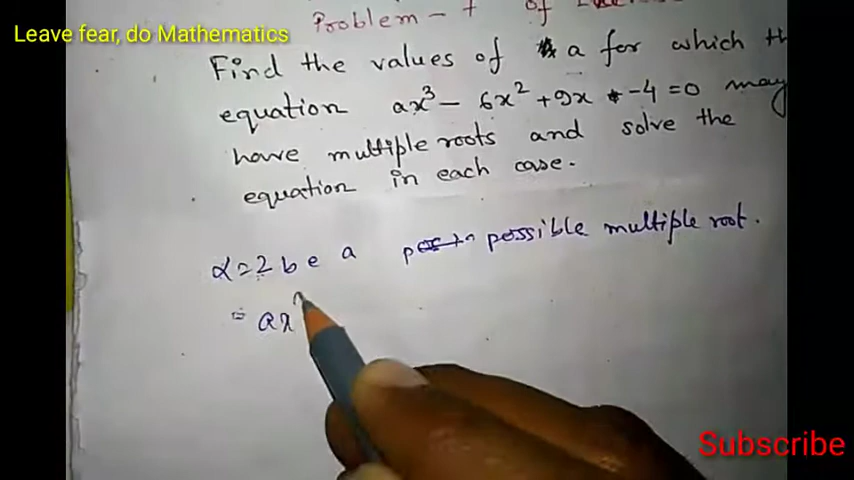 Leave fear, do Mathematics
Problem - 7 of
Find the values of a for which th
equation ax³ - 6x² + 9x - 4 = 0 may
have multiple roots and solve the
equation in each case.
α = 2 be a possible multiple root.
= ax
Subscribe